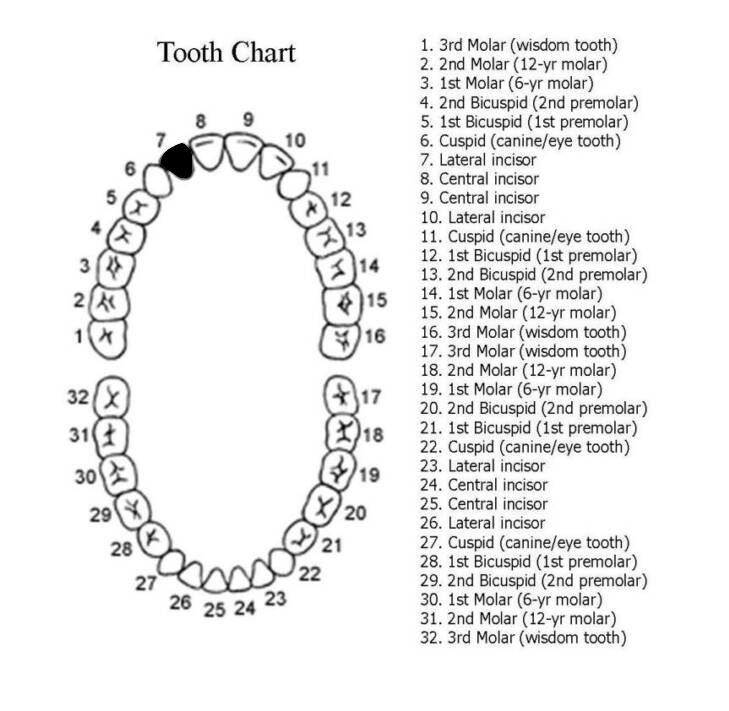 Tooth Chart
8
9
7
10
6
11
5
12
4
13
3
14
2
15
1
16
32
17
31
18
30
19
29
20
28
21
27
22
26
25
24
23
1. 3rd Molar (wisdom tooth)
2. 2nd Molar (12-yr molar)
3. 1st Molar (6-yr molar)
4. 2nd Bicuspid (2nd premolar)
5. 1st Bicuspid (1st premolar)
6. Cuspid (canine/eye tooth)
7. Lateral incisor
8. Central incisor
9. Central incisor
10. Lateral incisor
11. Cuspid (canine/eye tooth)
12. 1st Bicuspid (1st premolar)
13. 2nd Bicuspid (2nd premolar)
14. 1st Molar (6-yr molar)
15. 2nd Molar (12-yr molar)
16. 3rd Molar (wisdom tooth)
17. 3rd Molar (wisdom tooth)
18. 2nd Molar (12-yr molar)
19. 1st Molar (6-yr molar)
20. 2nd Bicuspid (2nd premolar)
21. 1st Bicuspid (1st premolar)
22. Cuspid (canine/eye tooth)
23. Lateral incisor
24. Central incisor
25. Central incisor
26. Lateral incisor
27. Cuspid (canine/eye tooth)
28. 1st Bicuspid (1st premolar)
29. 2nd Bicuspid (2nd premolar)
30. 1st Molar (6-yr molar)
31. 2nd Molar (12-yr molar)
32. 3rd Molar (wisdom tooth)